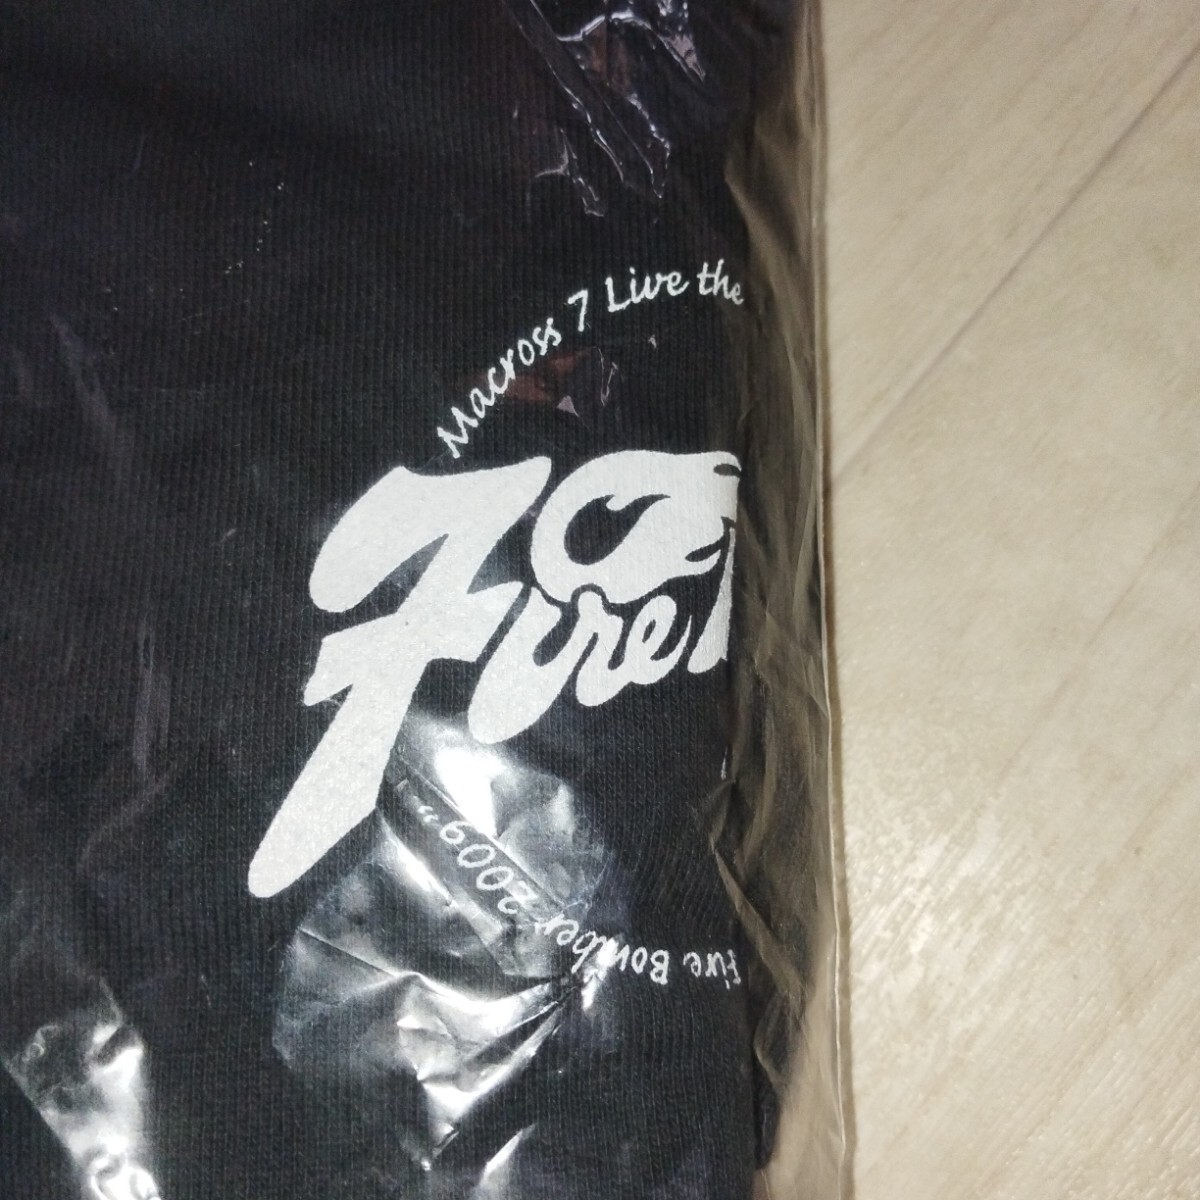 Macross 7 Live the
Fire
Fire Bomber 2009"